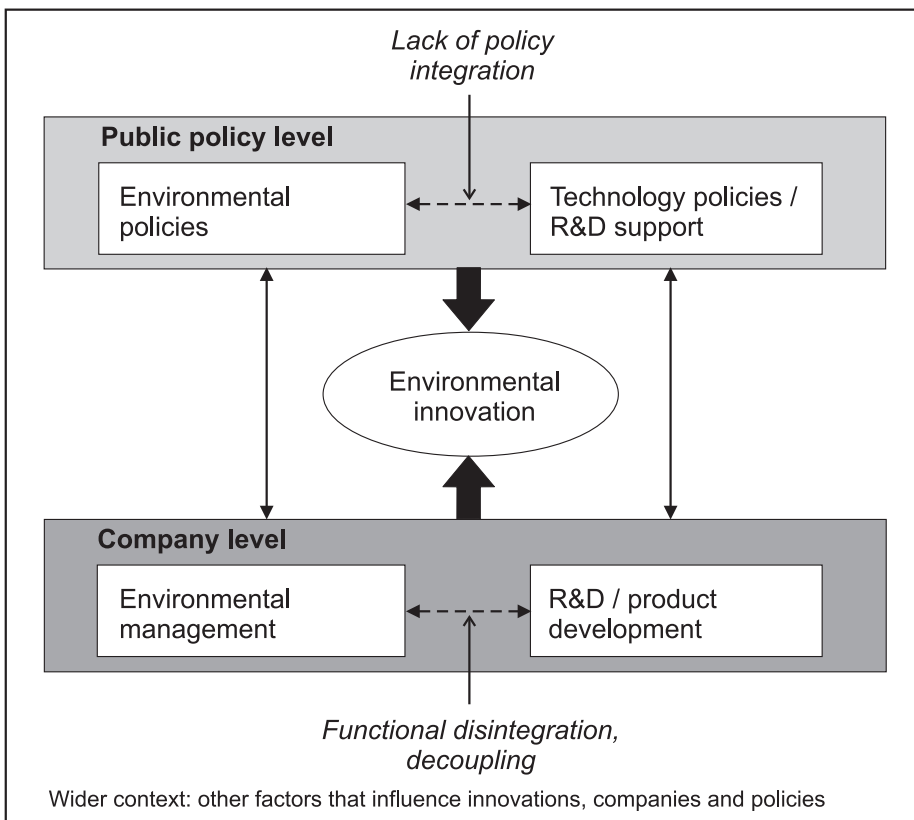 Lack of policy
integration
Public policy level
Environmental
policies
Technology policies /
R&D support
Environmental
innovation
Company level
Environmental
management
R&D / product
development
Functional disintegration,
decoupling
Wider context: other factors that influence innovations, companies and policies